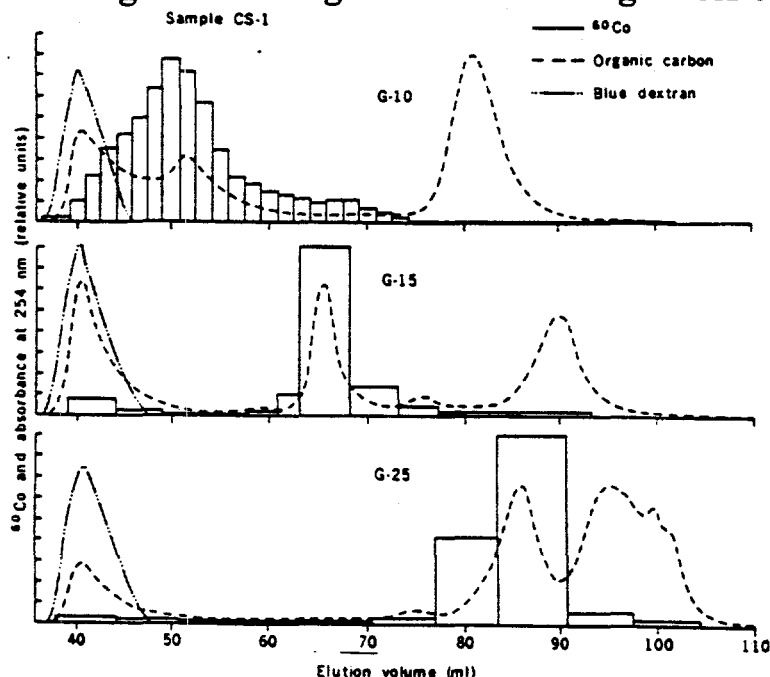 Sample CS-1
⁶⁰Co
Organic carbon
Blue dextran
G-10
G-15
G-25
⁶⁰Co and absorbance at 254 nm (relative units)
40 50 60 70 80 90 100 110
Elution volume (ml)